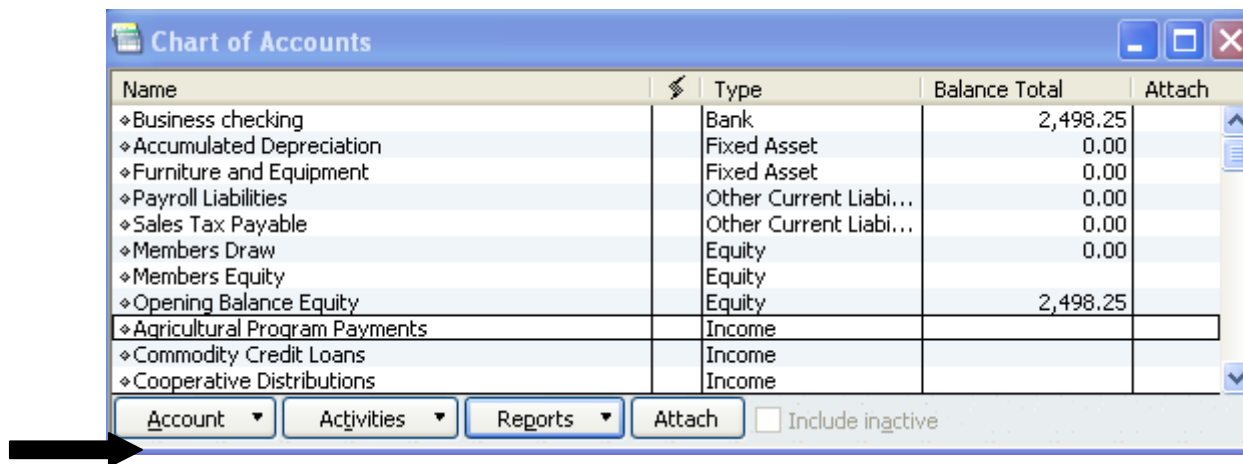 Chart of Accounts
Name Type Balance Total Attach
Business checking Bank 2,498.25
Accumulated Depreciation Fixed Asset 0.00
Furniture and Equipment Fixed Asset 0.00
Payroll Liabilities Other Current Liabi... 0.00
Sales Tax Payable Other Current Liabi... 0.00
Members Draw Equity 0.00
Members Equity Equity
Opening Balance Equity Equity 2,498.25
Agricultural Program Payments Income
Commodity Credit Loans Income
Cooperative Distributions Income
Account Activities Reports Attach Include inactive